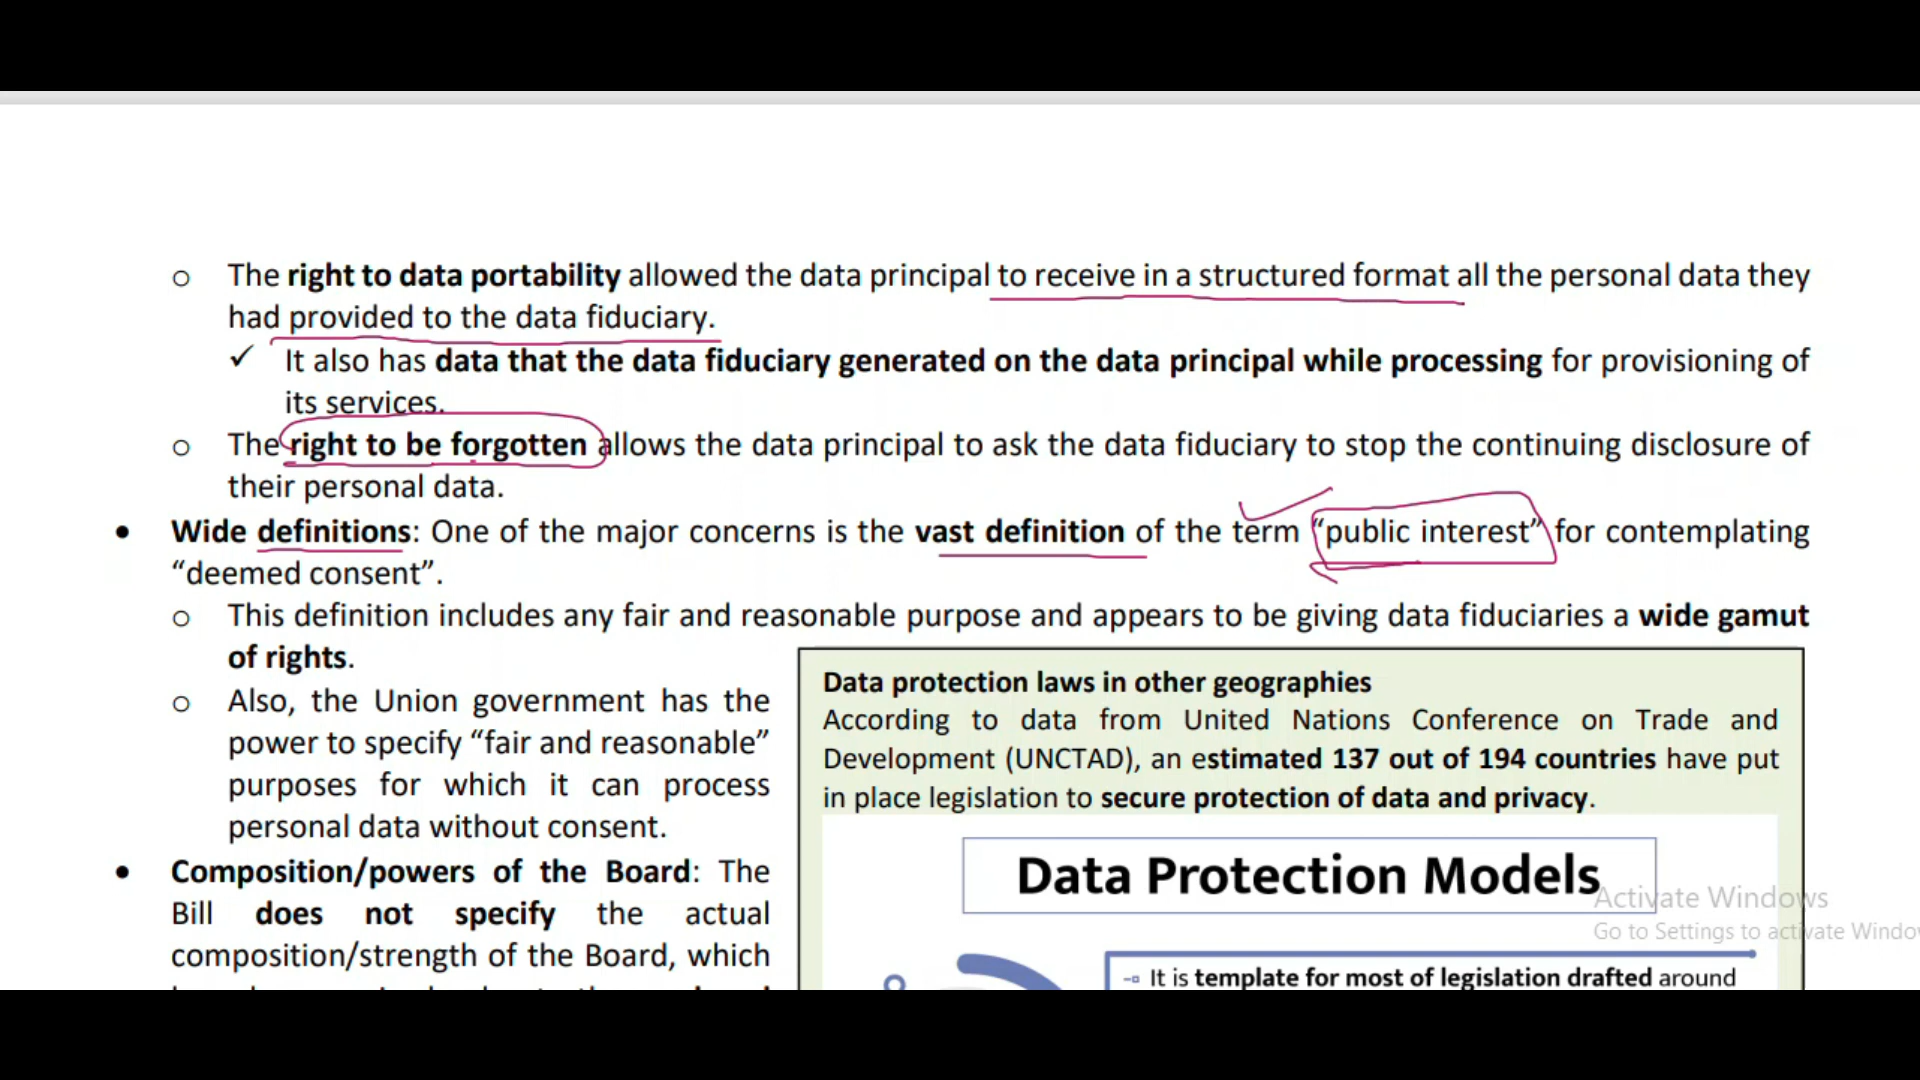 o The right to data portability allowed the data principal to receive in a structured format all the personal data they
had provided to the data fiduciary.
✓ It also has data that the data fiduciary generated on the data principal while processing for provisioning of
its services.
o The right to be forgotten allows the data principal to ask the data fiduciary to stop the continuing disclosure of
their personal data.
• Wide definitions: One of the major concerns is the vast definition of the term “public interest” for contemplating
“deemed consent”.
o This definition includes any fair and reasonable purpose and appears to be giving data fiduciaries a wide gamut
of rights.
o Also, the Union government has the
power to specify “fair and reasonable”
purposes for which it can process
personal data without consent.
• Composition/powers of the Board: The
Bill does not specify the actual
composition/strength of the Board, which
Data protection laws in other geographies
According to data from United Nations Conference on Trade and
Development (UNCTAD), an estimated 137 out of 194 countries have put
in place legislation to secure protection of data and privacy.
Data Protection Models
It is template for most of legislation drafted around
Activate Windows
Go to Settings to activate Windo